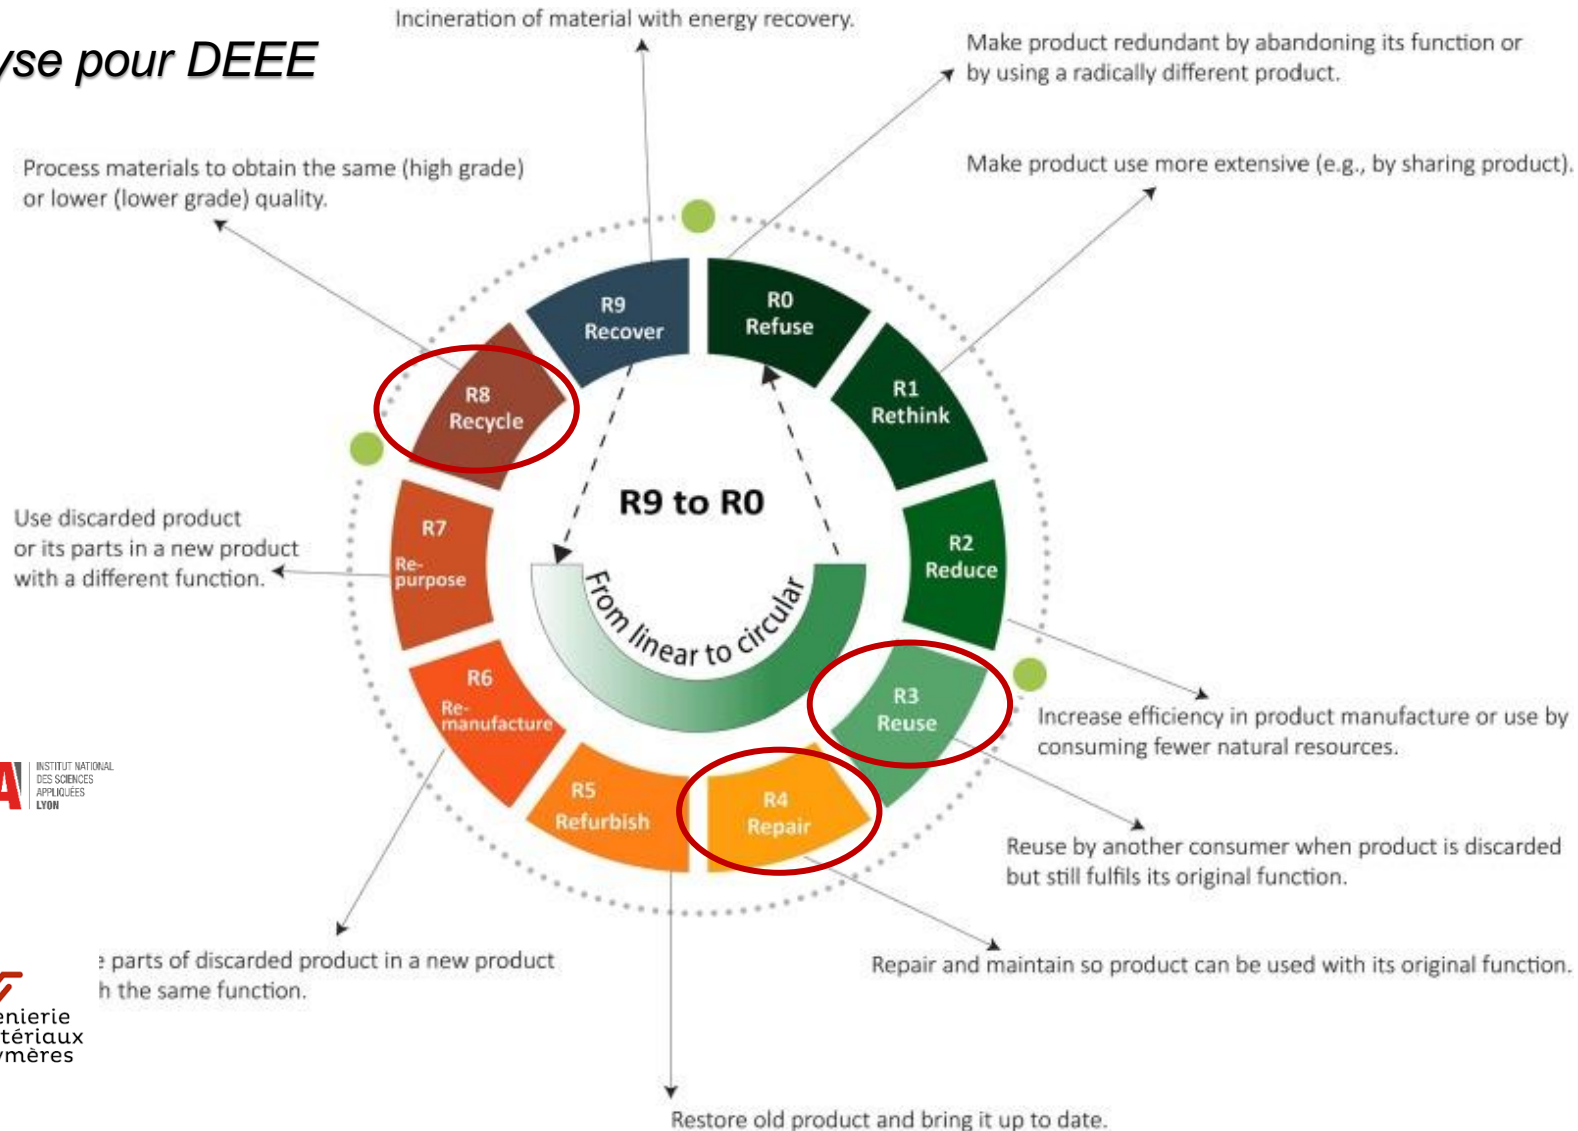 Incineration of material with energy recovery.
yse pour DEEE
Make product redundant by abandoning its function or
by using a radically different product.
Process materials to obtain the same (high grade)
or lower (lower grade) quality.
Make product use more extensive (e.g., by sharing product).
R9
Recover
R0
Refuse
R8
Recycle
R1
Rethink
R9 to R0
Use discarded product
or its parts in a new product
with a different function.
R7
Re-
purpose
R2
Reduce
From linear to circular
R6
Re-
manufacture
R3
Reuse
Increase efficiency in product manufacture or use by
consuming fewer natural resources.
A
INSTITUT NATIONAL
DES SCIENCES
APPLIQUÉES
LYON
R5
Refurbish
R4
Repair
Reuse by another consumer when product is discarded
but still fulfils its original function.
e parts of discarded product in a new product
h the same function.
Repair and maintain so product can be used with its original function.
enierie
tériaux
ymères
Restore old product and bring it up to date.